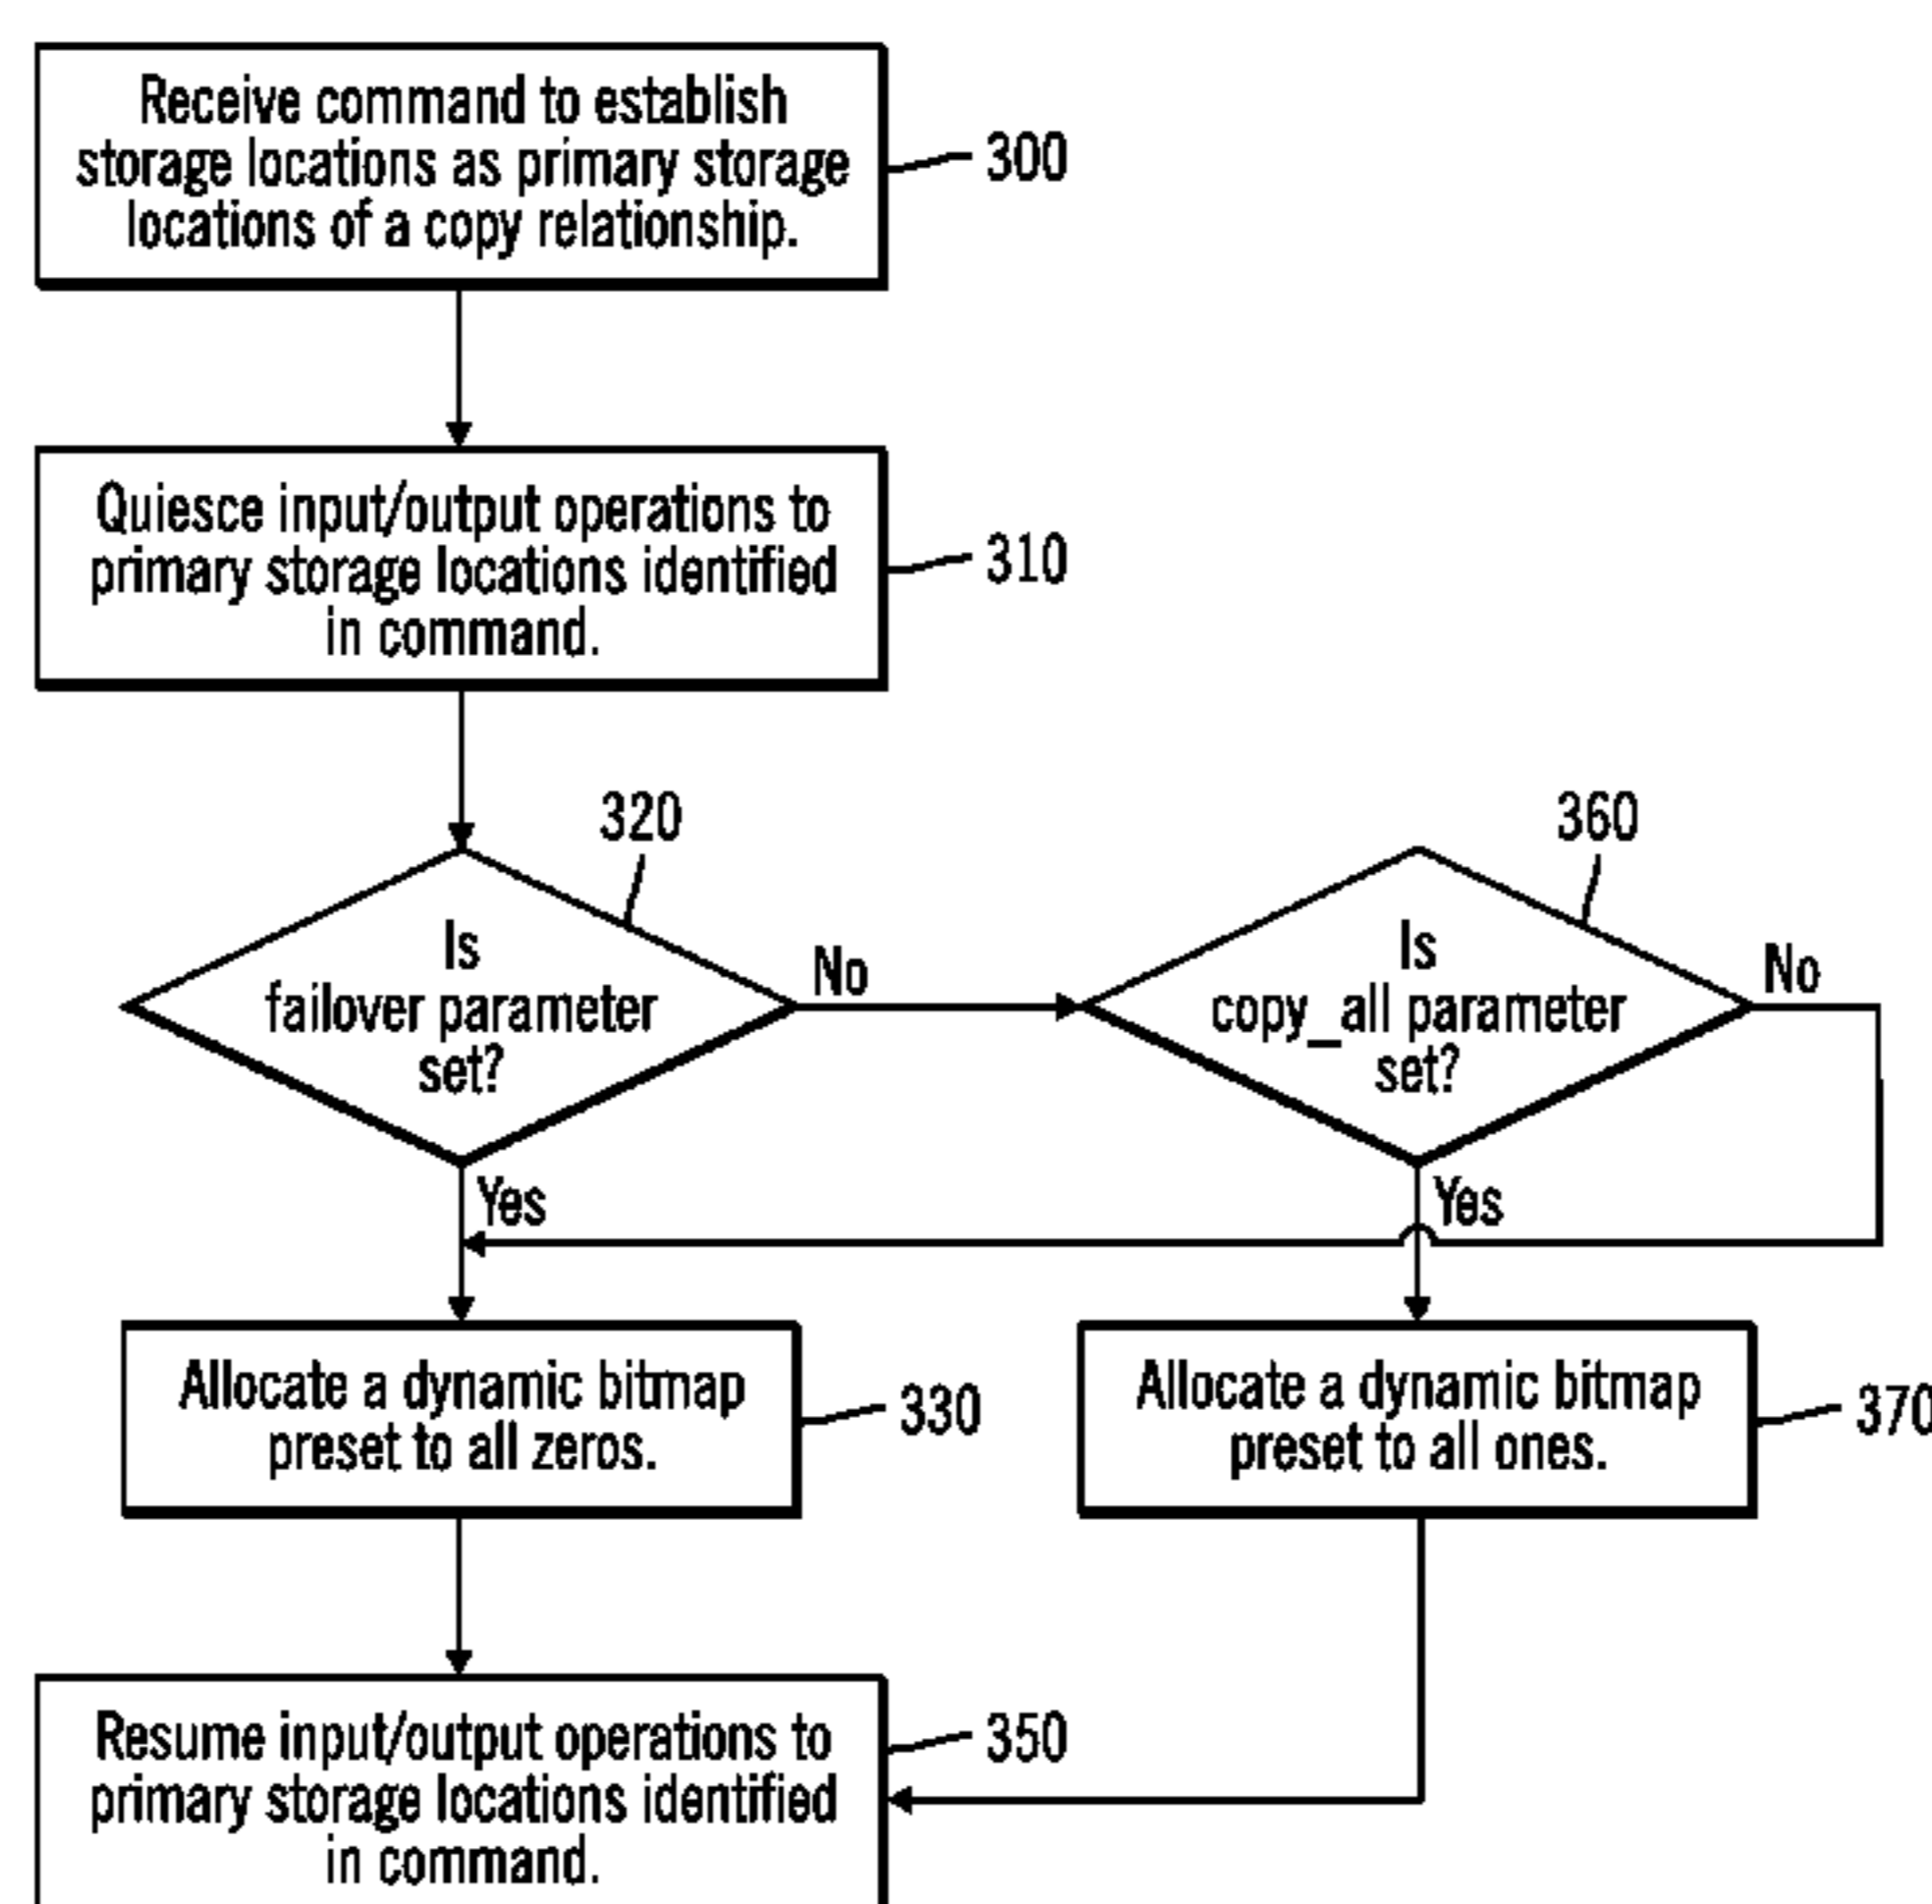 Receive command to establish
storage locations as primary storage
locations of a copy relationship.
300
Quiesce input/output operations to
primary storage locations identified
in command.
310
320
Is
failover parameter
set?
No
Yes
360
Is
copy_all parameter
set?
No
Yes
Allocate a dynamic bitmap
preset to all zeros.
330
Allocate a dynamic bitmap
preset to all ones.
370
Resume input/output operations to
primary storage locations identified
in command.
350